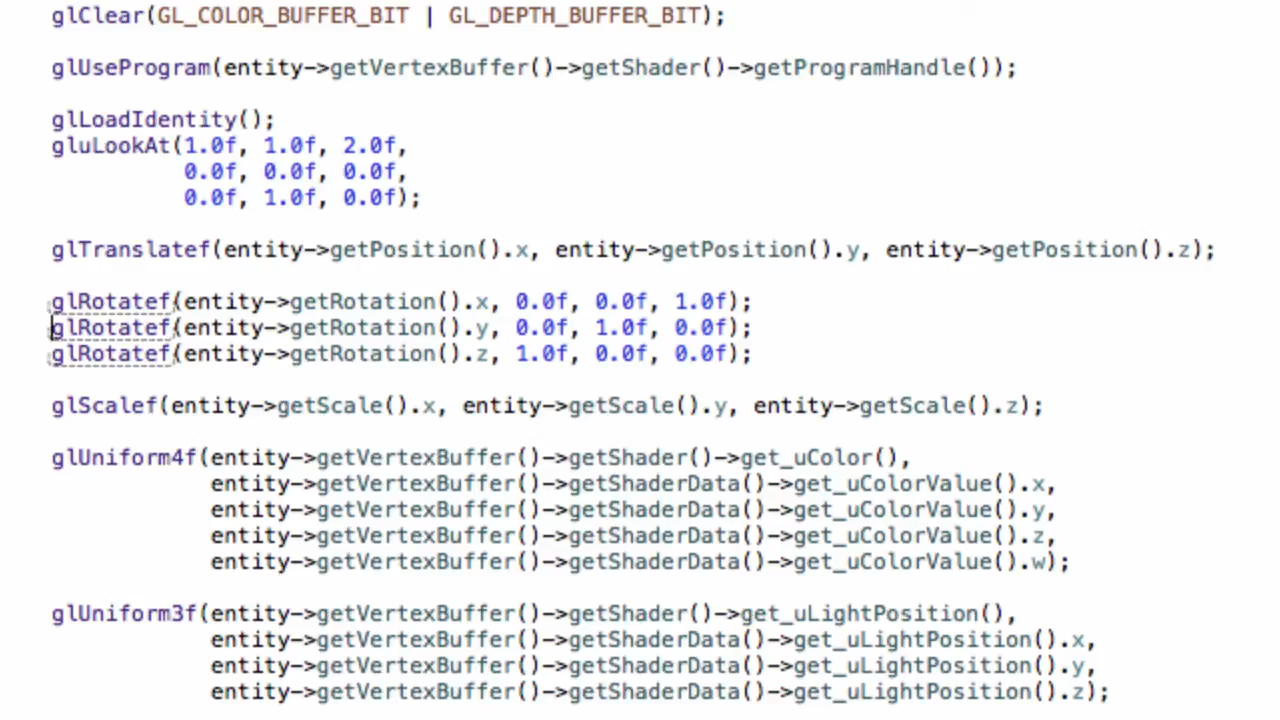 glClear(GL_COLOR_BUFFER_BIT | GL_DEPTH_BUFFER_BIT);
glUseProgram(entity->getVertexBuffer()->getShader()->getProgramHandle());
glLoadIdentity();
gluLookAt(1.0f, 1.0f, 2.0f,
0.0f, 0.0f, 0.0f,
0.0f, 1.0f, 0.0f);
glTranslatef(entity->getPosition().x, entity->getPosition().y, entity->getPosition().z);
glRotatef(entity->getRotation().x, 0.0f, 0.0f, 1.0f);
glRotatef(entity->getRotation().y, 0.0f, 1.0f, 0.0f);
glRotatef(entity->getRotation().z, 1.0f, 0.0f, 0.0f);
glScalef(entity->getScale().x, entity->getScale().y, entity->getScale().z);
glUniform4f(entity->getVertexBuffer()->getShader()->get_uColor(),
entity->getVertexBuffer()->getShaderData()->get_uColorValue().x,
entity->getVertexBuffer()->getShaderData()->get_uColorValue().y,
entity->getVertexBuffer()->getShaderData()->get_uColorValue().z,
entity->getVertexBuffer()->getShaderData()->get_uColorValue().w);
glUniform3f(entity->getVertexBuffer()->getShader()->get_uLightPosition(),
entity->getVertexBuffer()->getShaderData()->get_uLightPosition().x,
entity->getVertexBuffer()->getShaderData()->get_uLightPosition().y,
entity->getVertexBuffer()->getShaderData()->get_uLightPosition().z);